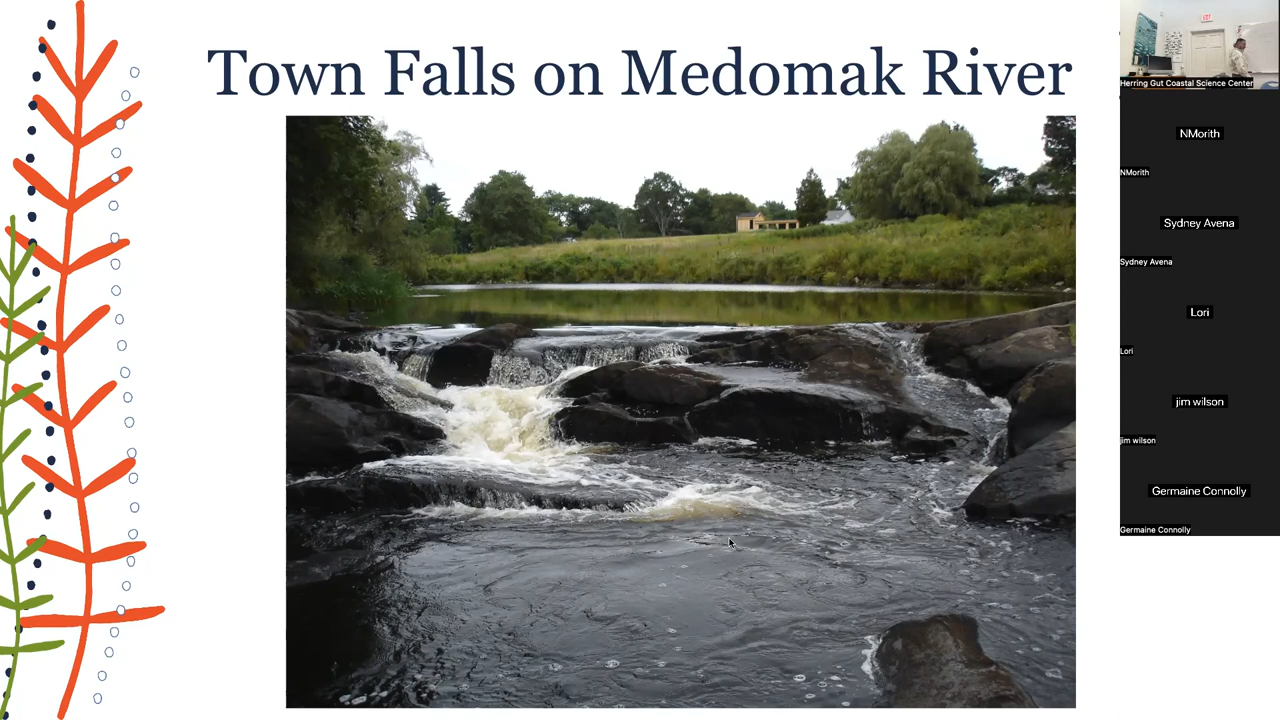 Town Falls on Medomak River
Herring Gut Coastal Science Center
NMorith
NMorith
Sydney Avena
Sydney Avena
Lori
Lori
jim wilson
jim wilson
Germaine Connolly
Germaine Connolly